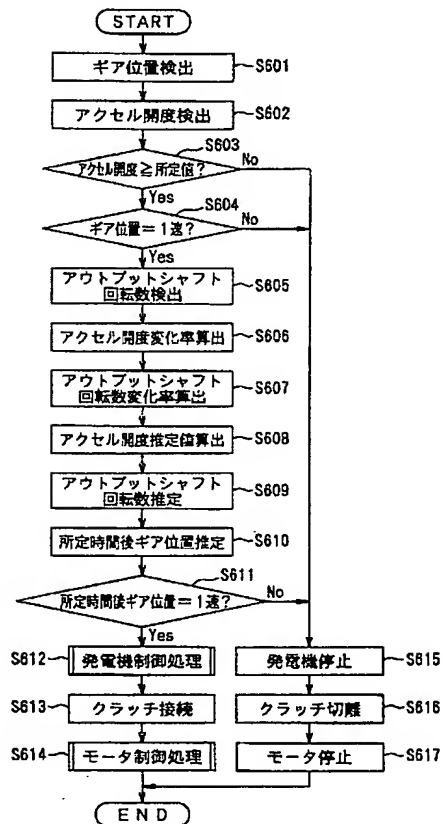 START
ギア位置検出
S601
アクセル開度検出
S602
S603
アクセル開度≧所定値?
No
Yes
S604
ギア位置=1速?
No
Yes
アウトプットシャフト
回転数検出
S605
アクセル開度変化率算出
S606
アウトプットシャフト
回転数変化率算出
S607
アクセル開度推定値算出
S608
アウトプットシャフト
回転数推定
S609
所定時間後ギア位置推定
S610
S611
所定時間後ギア位置=1速?
No
Yes
S612
発電機制御処理
発電機停止
S615
S613
クラッチ接続
クラッチ切離
S616
S614
モータ制御処理
モータ停止
S617
END